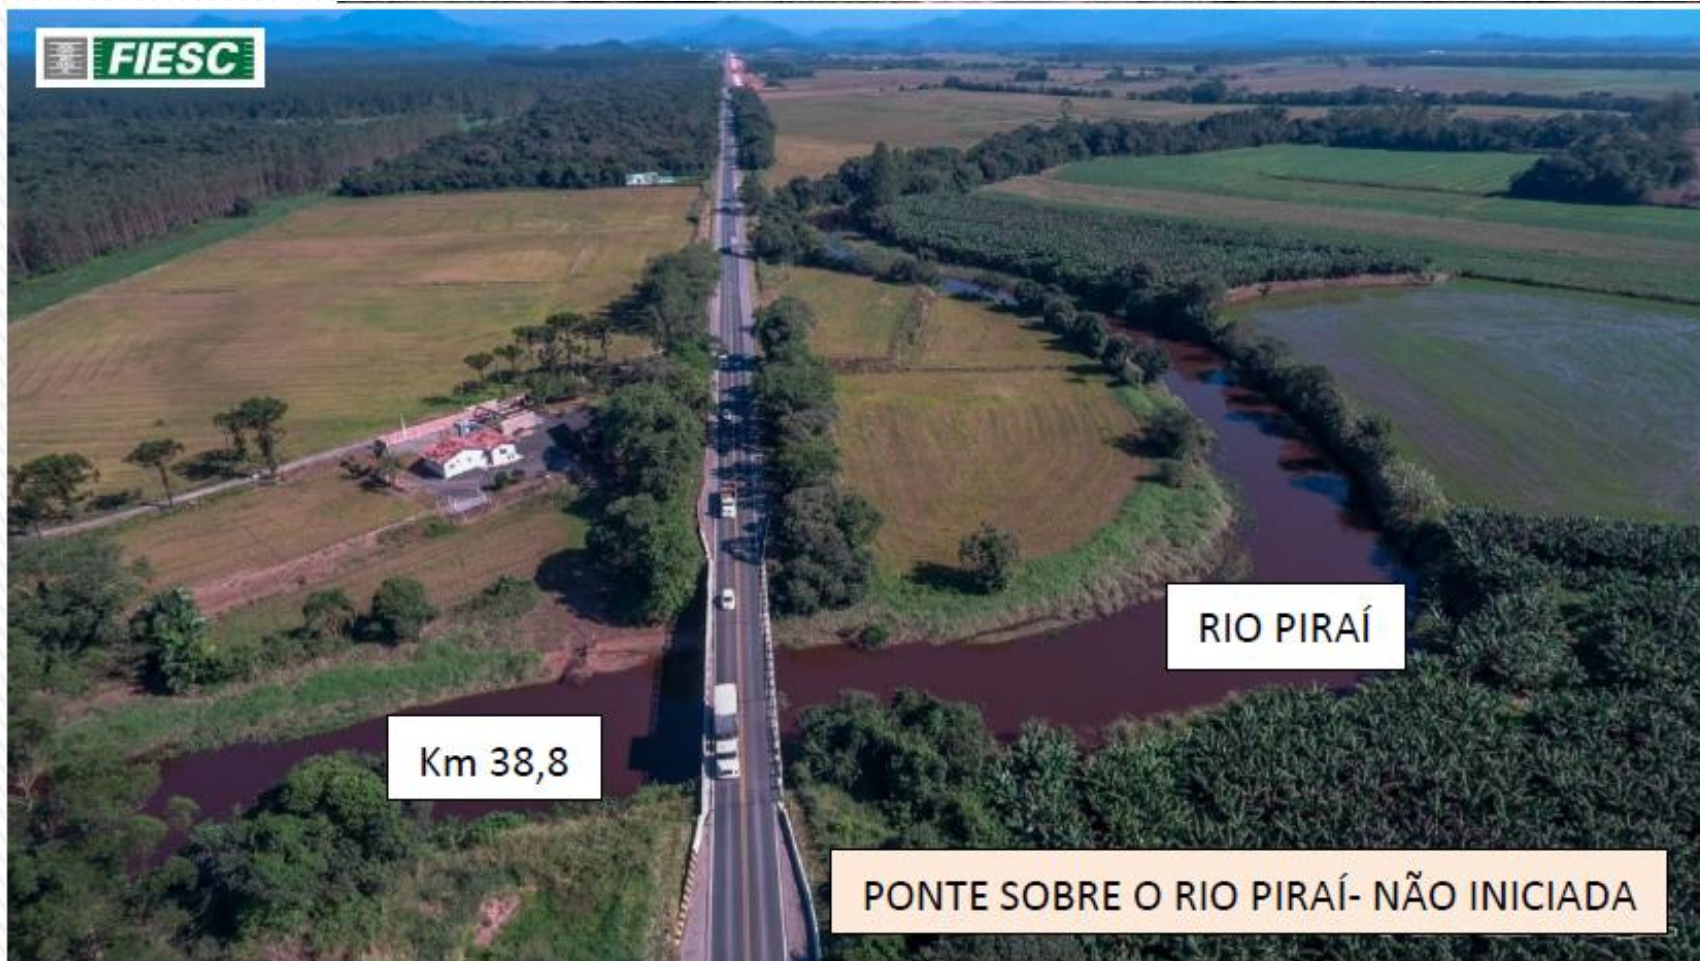 FIESC
RIO PIRAÍ
Km 38,8
PONTE SOBRE O RIO PIRAÍ- NÃO INICIADA